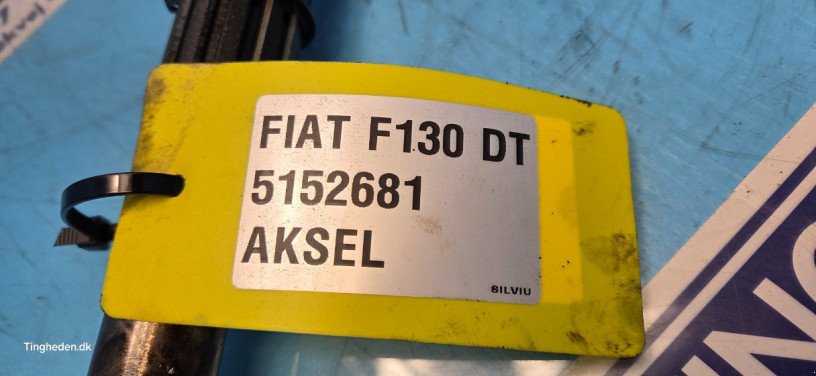 FIAT F130 DT
5152681
AKSEL
SILVIU
Tingheden.dk